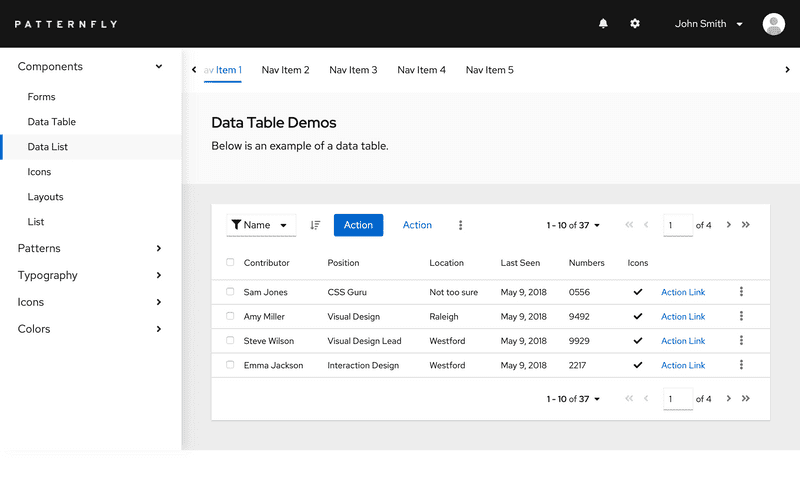 PATTERNFLY
John Smith
Components
Forms
Data Table
Data List
Icons
Layouts
List
Patterns
Typography
Icons
Colors
av Item 1 Nav Item 2 Nav Item 3 Nav Item 4 Nav Item 5
Data Table Demos
Below is an example of a data table.
Name Action Action 1 - 10 of 37 1 of 4
Contributor Position Location Last Seen Numbers Icons
Sam Jones CSS Guru Not too sure May 9, 2018 0556 Action Link
Amy Miller Visual Design Raleigh May 9, 2018 9492 Action Link
Steve Wilson Visual Design Lead Westford May 9, 2018 9929 Action Link
Emma Jackson Interaction Design Westford May 9, 2018 2217 Action Link
1 - 10 of 37 1 of 4